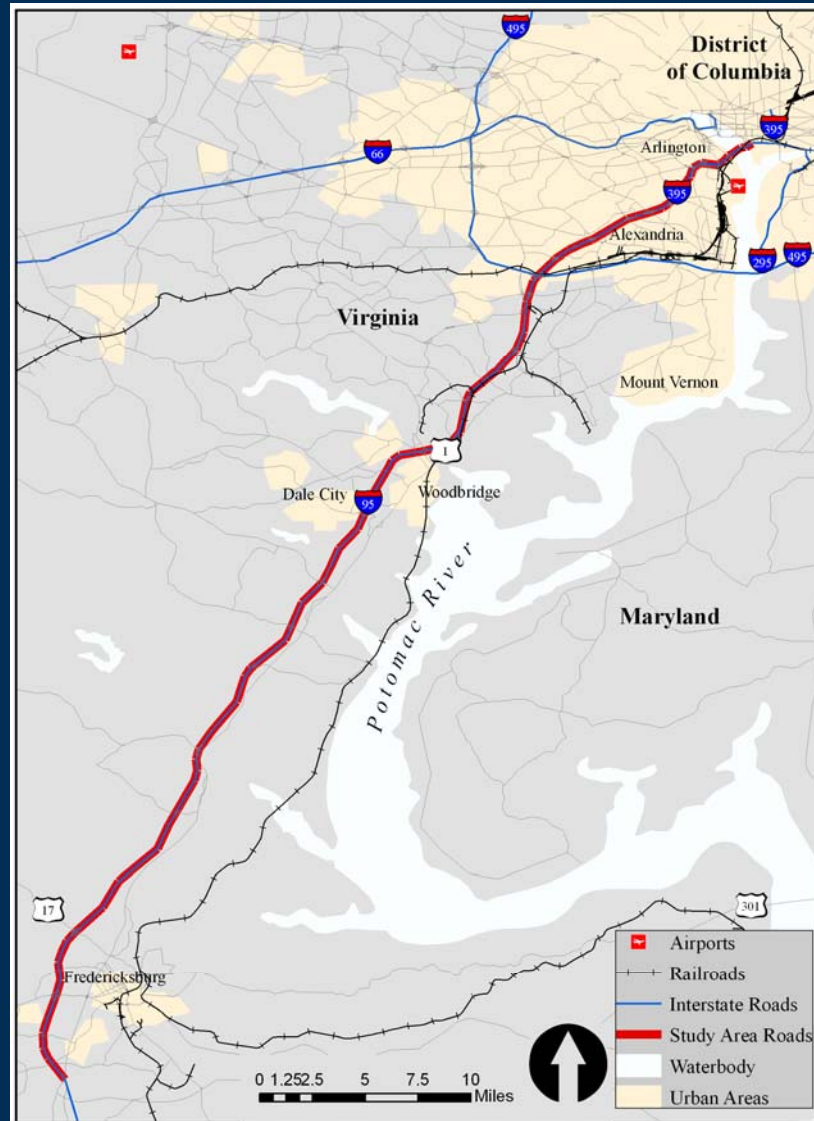 495
District
of Columbia
395
66
Arlington
395
Alexandria
295
495
Virginia
Mount Vernon
1
Dale City
Woodbridge
95
Potomac River
Maryland
17
301
Fredericksburg
Airports
Railroads
Interstate Roads
Study Area Roads
Waterbody
Urban Areas
0 1.25 2.5 5 7.5 10
Miles